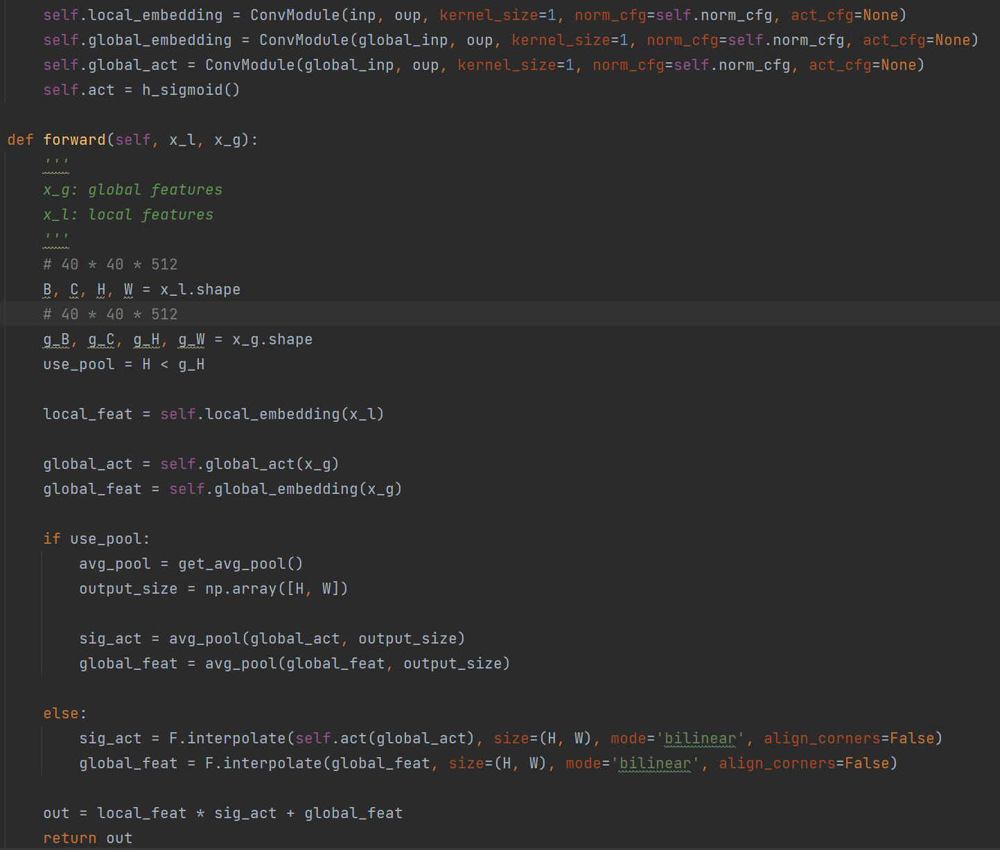 self.local_embedding = ConvModule(inp, oup, kernel_size=1, norm_cfg=self.norm_cfg, act_cfg=None)
self.global_embedding = ConvModule(global_inp, oup, kernel_size=1, norm_cfg=self.norm_cfg, act_cfg=None)
self.global_act = ConvModule(global_inp, oup, kernel_size=1, norm_cfg=self.norm_cfg, act_cfg=None)
self.act = h_sigmoid()
def forward(self, x_l, x_g):
'''
x_g: global features
x_l: local features
'''
# 40 * 40 * 512
B, C, H, W = x_l.shape
# 40 * 40 * 512
g_B, g_C, g_H, g_W = x_g.shape
use_pool = H < g_H
local_feat = self.local_embedding(x_l)
global_act = self.global_act(x_g)
global_feat = self.global_embedding(x_g)
if use_pool:
avg_pool = get_avg_pool()
output_size = np.array([H, W])
sig_act = avg_pool(global_act, output_size)
global_feat = avg_pool(global_feat, output_size)
else:
sig_act = F.interpolate(self.act(global_act), size=(H, W), mode='bilinear', align_corners=False)
global_feat = F.interpolate(global_feat, size=(H, W), mode='bilinear', align_corners=False)
out = local_feat * sig_act + global_feat
return out